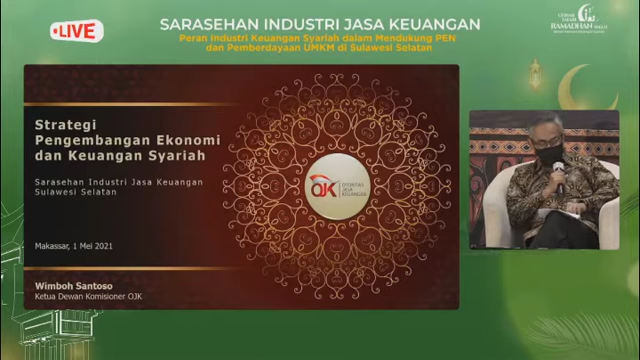 LIVE
SARASEHAN INDUSTRI JASA KEUANGAN
Peran Industri Keuangan Syariah dalam Mendukung PEN
dan Pemberdayaan UMKM di Sulawesi Selatan
RAMADHAN
Strategi
Pengembangan Ekonomi
dan Keuangan Syariah
Sarasehan Industri Jasa Keuangan
Sulawesi Selatan
OJK
OTORITAS
JASA
KEUANGAN
Makassar, 1 Mei 2021
Wimboh Santoso
Ketua Dewan Komisioner OJK